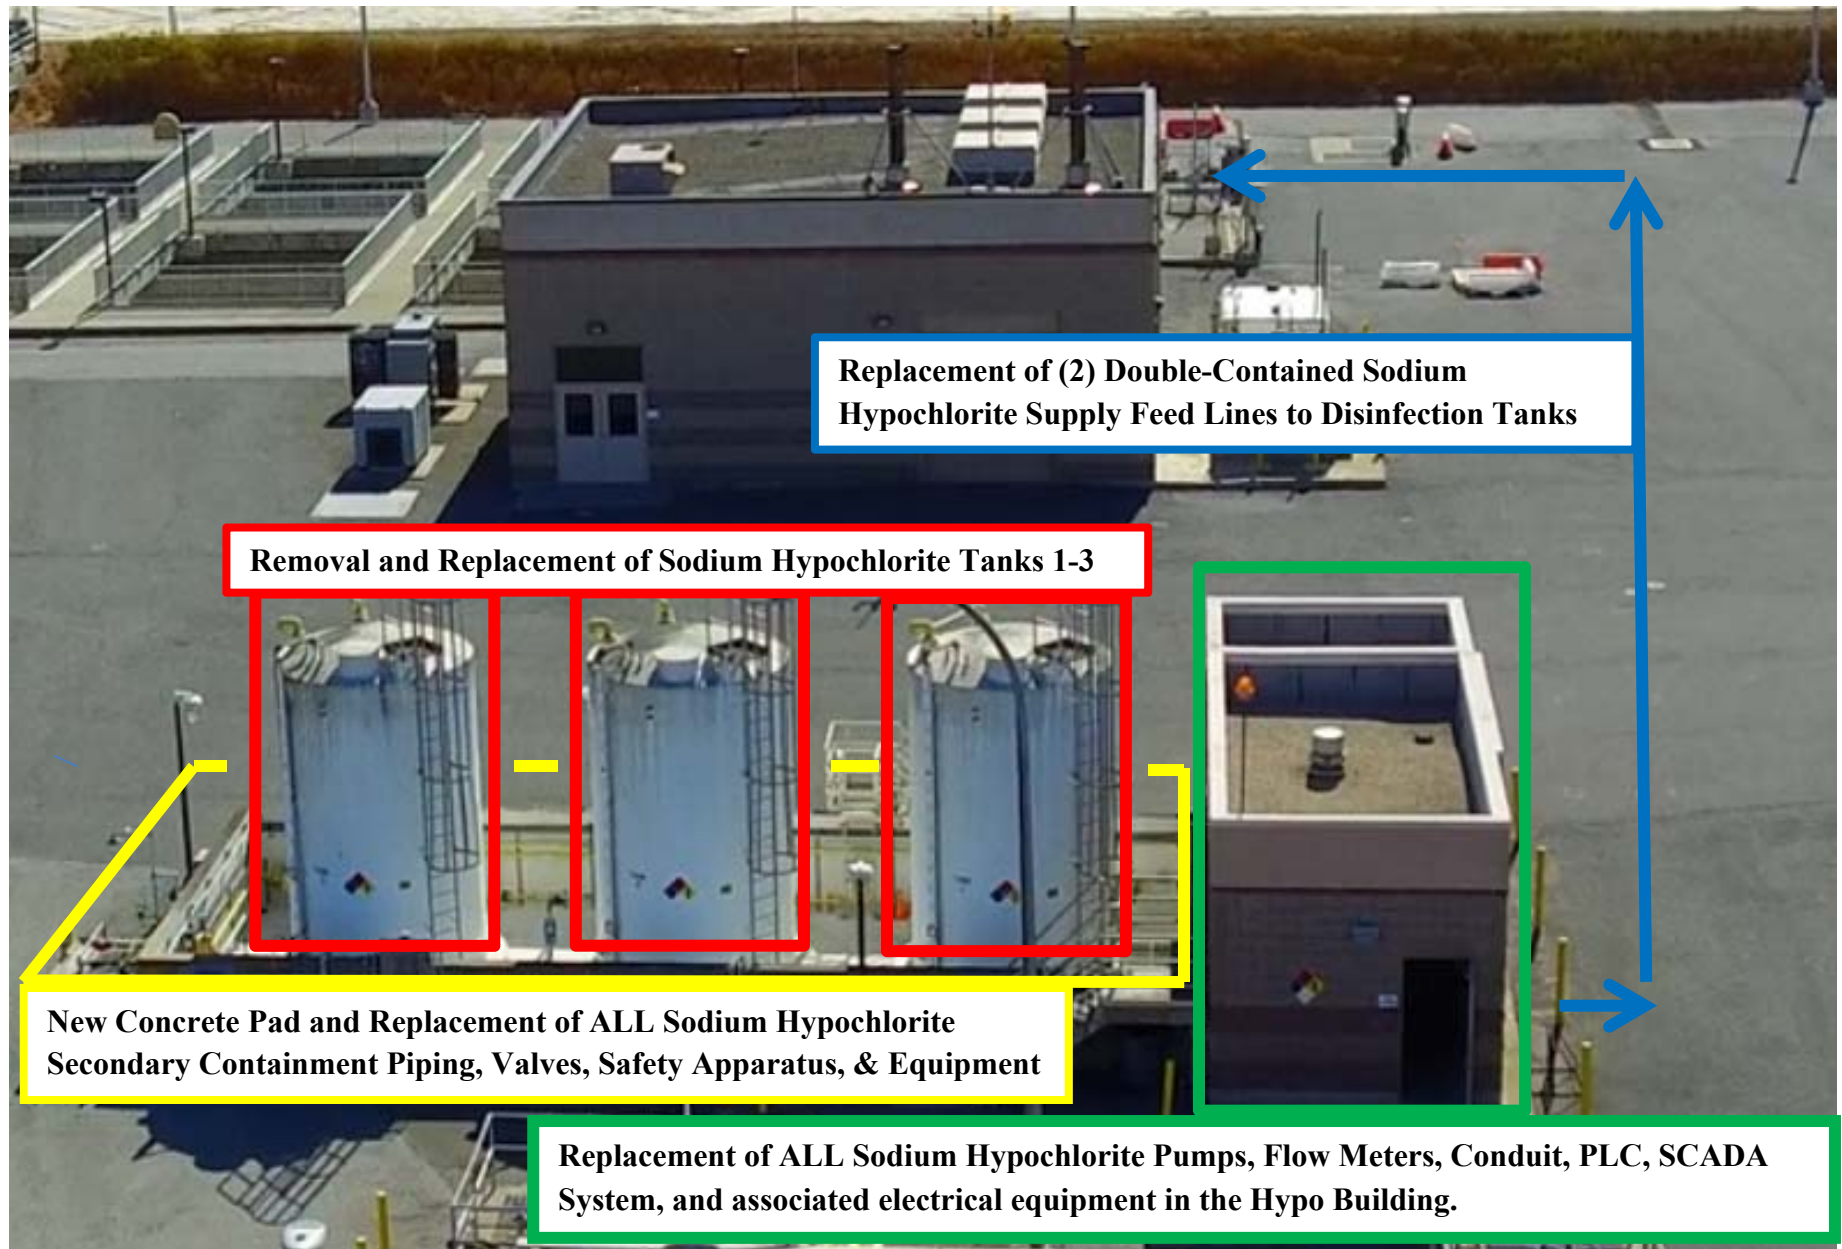 Replacement of (2) Double-Contained Sodium
Hypochlorite Supply Feed Lines to Disinfection Tanks
Removal and Replacement of Sodium Hypochlorite Tanks 1-3
New Concrete Pad and Replacement of ALL Sodium Hypochlorite
Secondary Containment Piping, Valves, Safety Apparatus, & Equipment
Replacement of ALL Sodium Hypochlorite Pumps, Flow Meters, Conduit, PLC, SCADA
System, and associated electrical equipment in the Hypo Building.